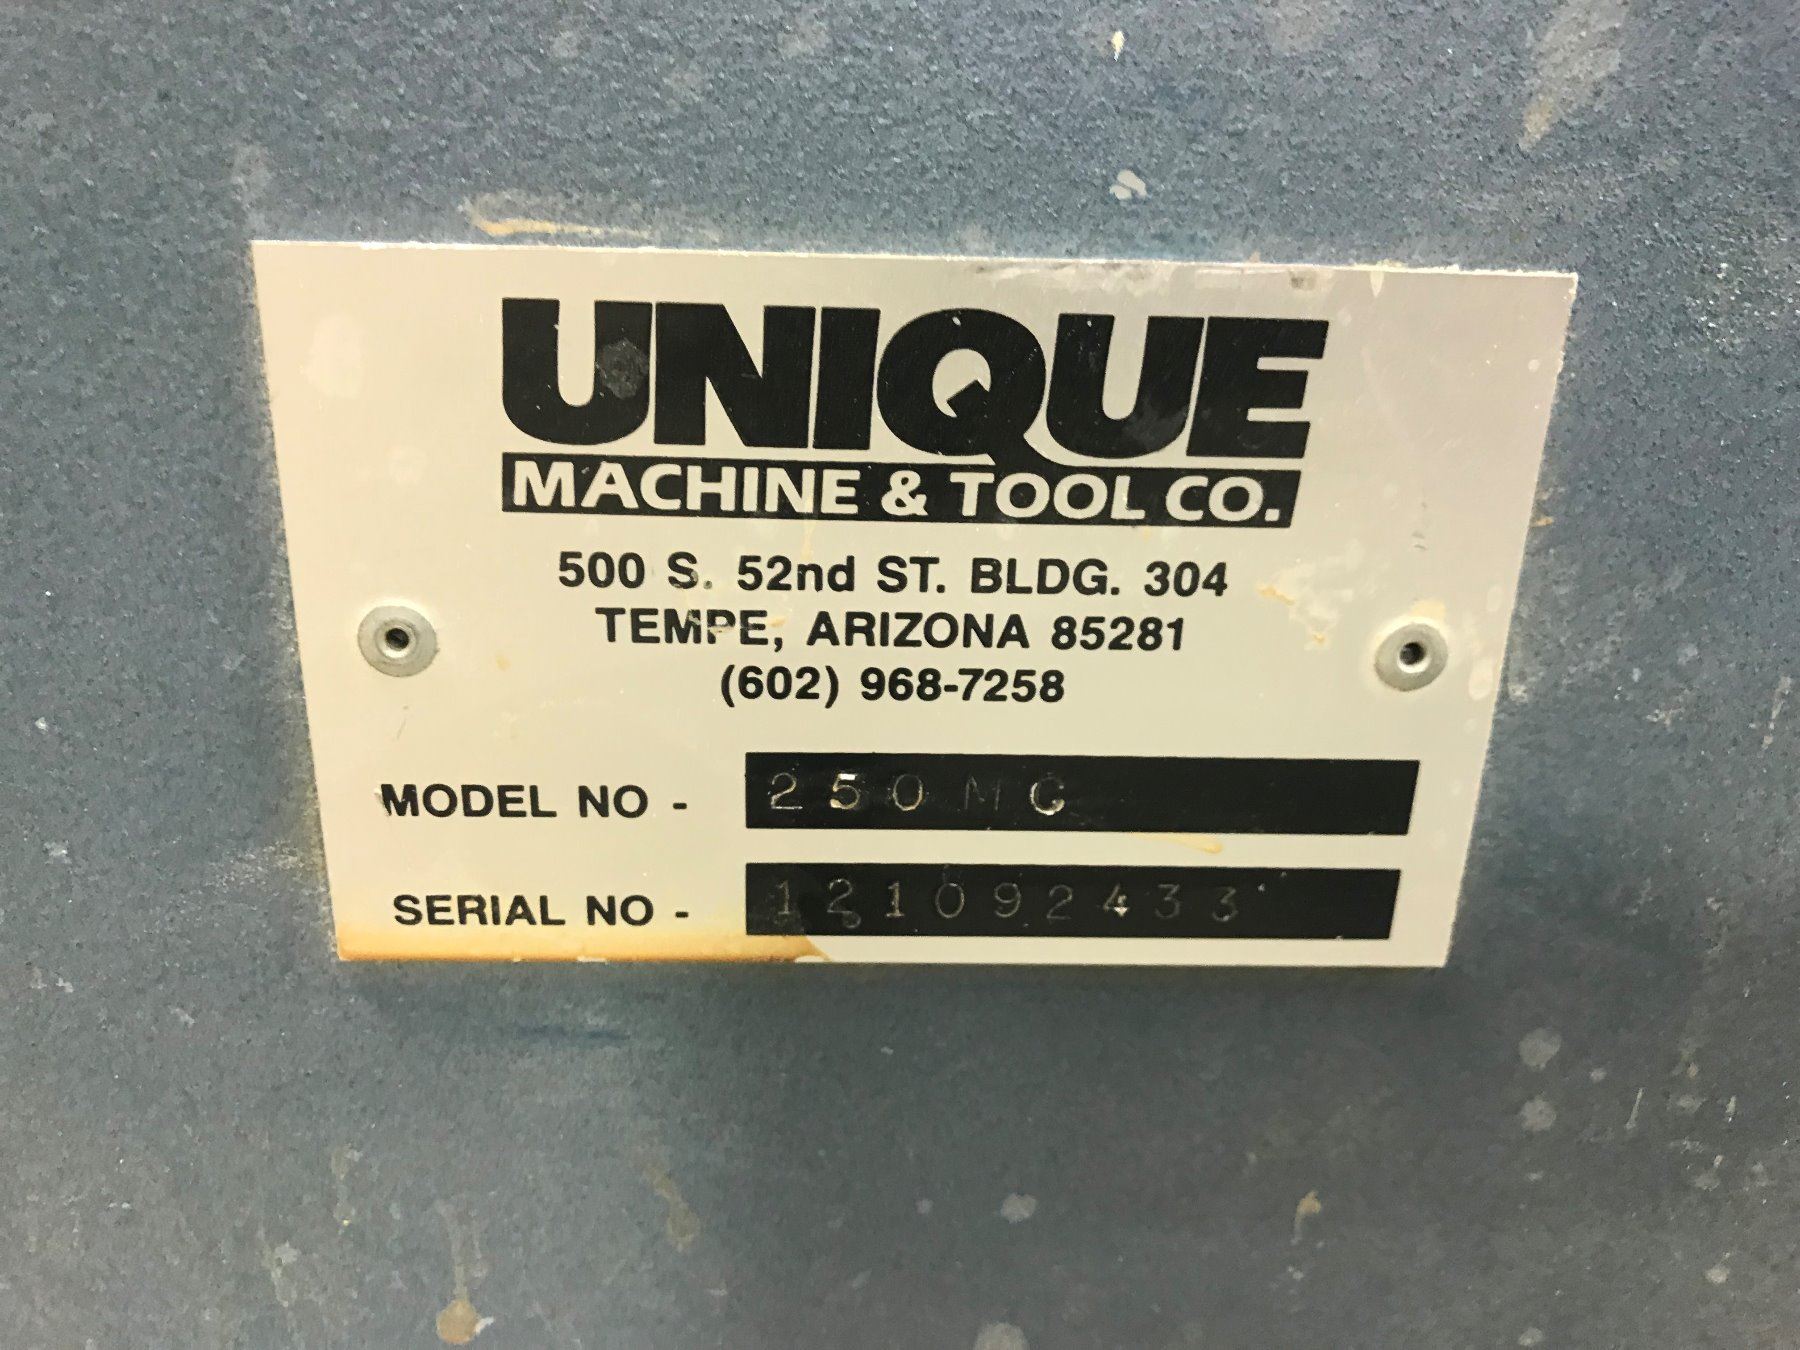 UNIQUE
MACHINE & TOOL CO.
500 S. 52nd ST. BLDG. 304
TEMPE, ARIZONA 85281
(602) 968-7258
MODEL NO - 250MG
SERIAL NO - 121092433